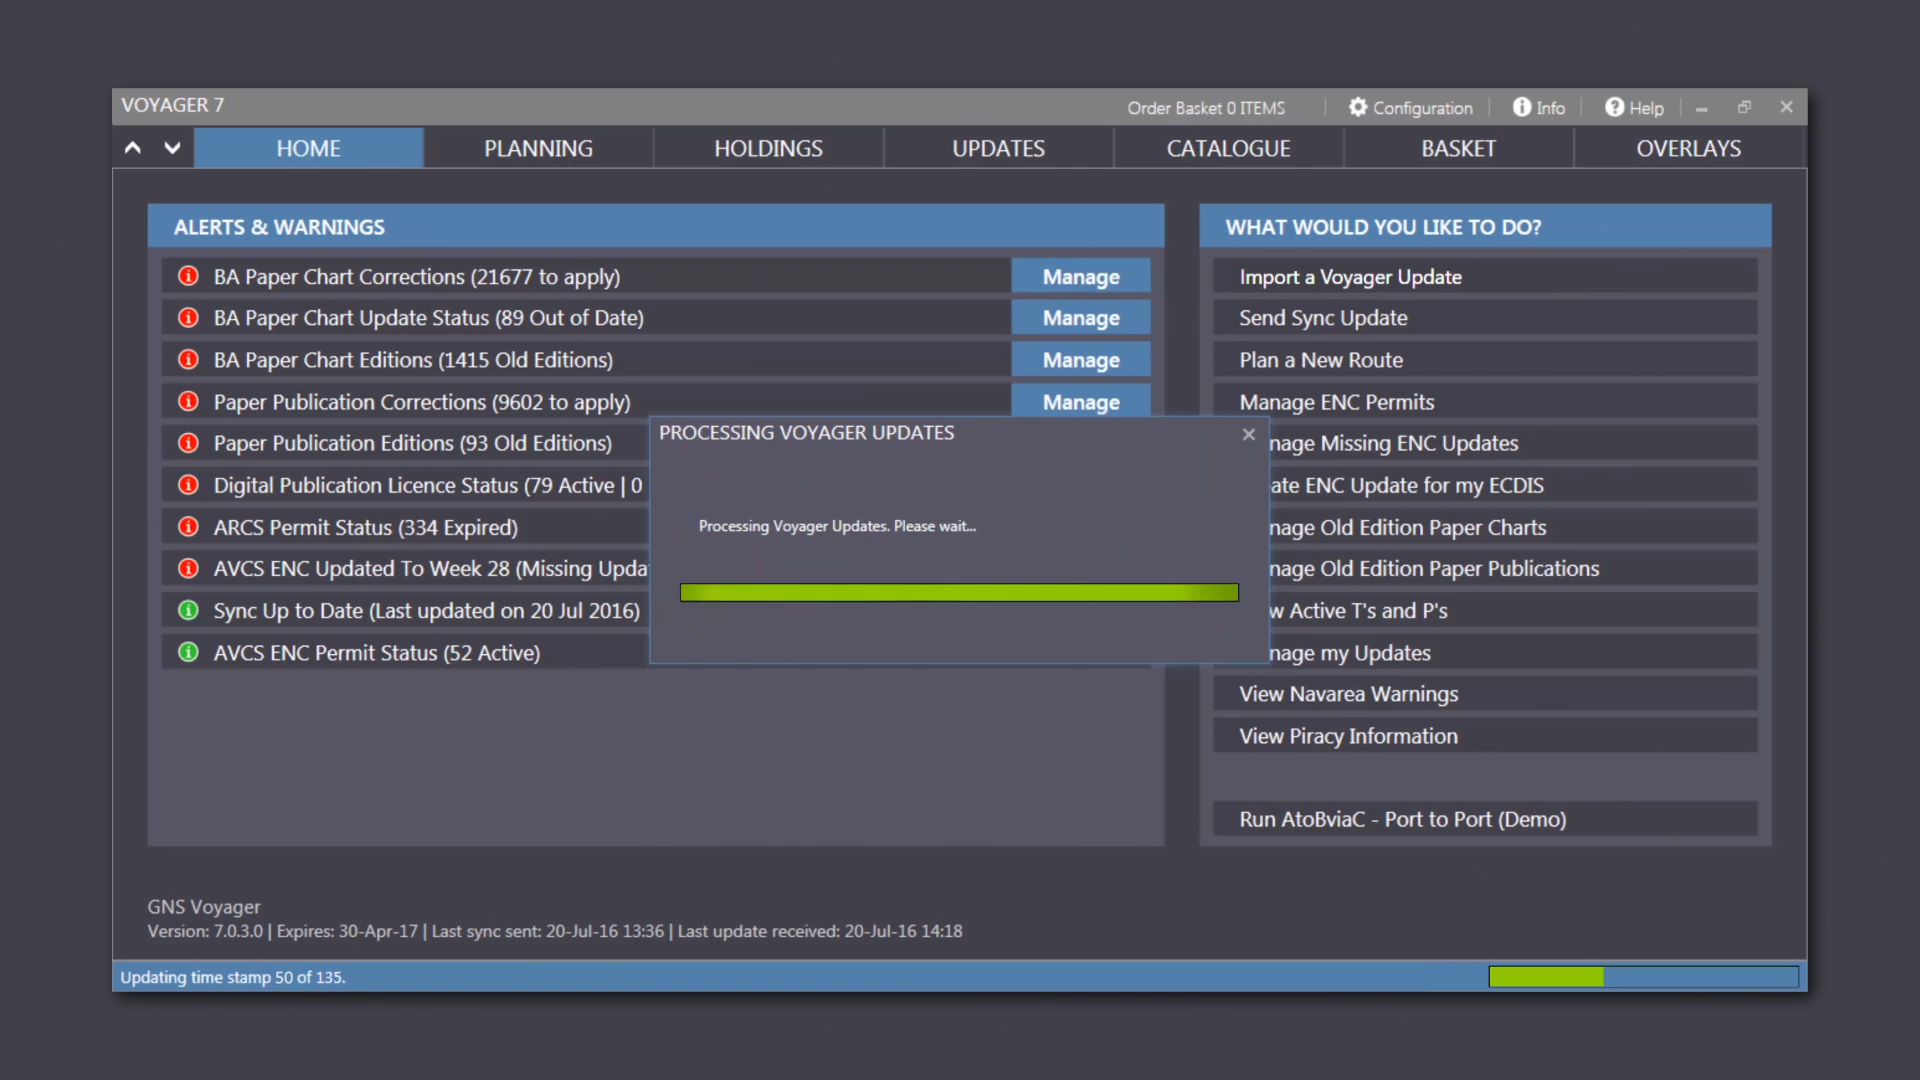 VOYAGER 7
Order Basket 0 ITEMS
Configuration
Info
Help
HOME
PLANNING
HOLDINGS
UPDATES
CATALOGUE
BASKET
OVERLAYS
ALERTS & WARNINGS
BA Paper Chart Corrections (21677 to apply)
Manage
BA Paper Chart Update Status (89 Out of Date)
Manage
BA Paper Chart Editions (1415 Old Editions)
Manage
Paper Publication Corrections (9602 to apply)
Manage
Paper Publication Editions (93 Old Editions)
Digital Publication Licence Status (79 Active | 0
ARCS Permit Status (334 Expired)
AVCS ENC Updated To Week 28 (Missing Upda
Sync Up to Date (Last updated on 20 Jul 2016)
AVCS ENC Permit Status (52 Active)
PROCESSING VOYAGER UPDATES
Processing Voyager Updates. Please wait...
WHAT WOULD YOU LIKE TO DO?
Import a Voyager Update
Send Sync Update
Plan a New Route
Manage ENC Permits
nage Missing ENC Updates
ate ENC Update for my ECDIS
nage Old Edition Paper Charts
nage Old Edition Paper Publications
w Active T's and P's
nage my Updates
View Navarea Warnings
View Piracy Information
Run AtoBviaC - Port to Port (Demo)
GNS Voyager
Version: 7.0.3.0 | Expires: 30-Apr-17 | Last sync sent: 20-Jul-16 13:36 | Last update received: 20-Jul-16 14:18
Updating time stamp 50 of 135.